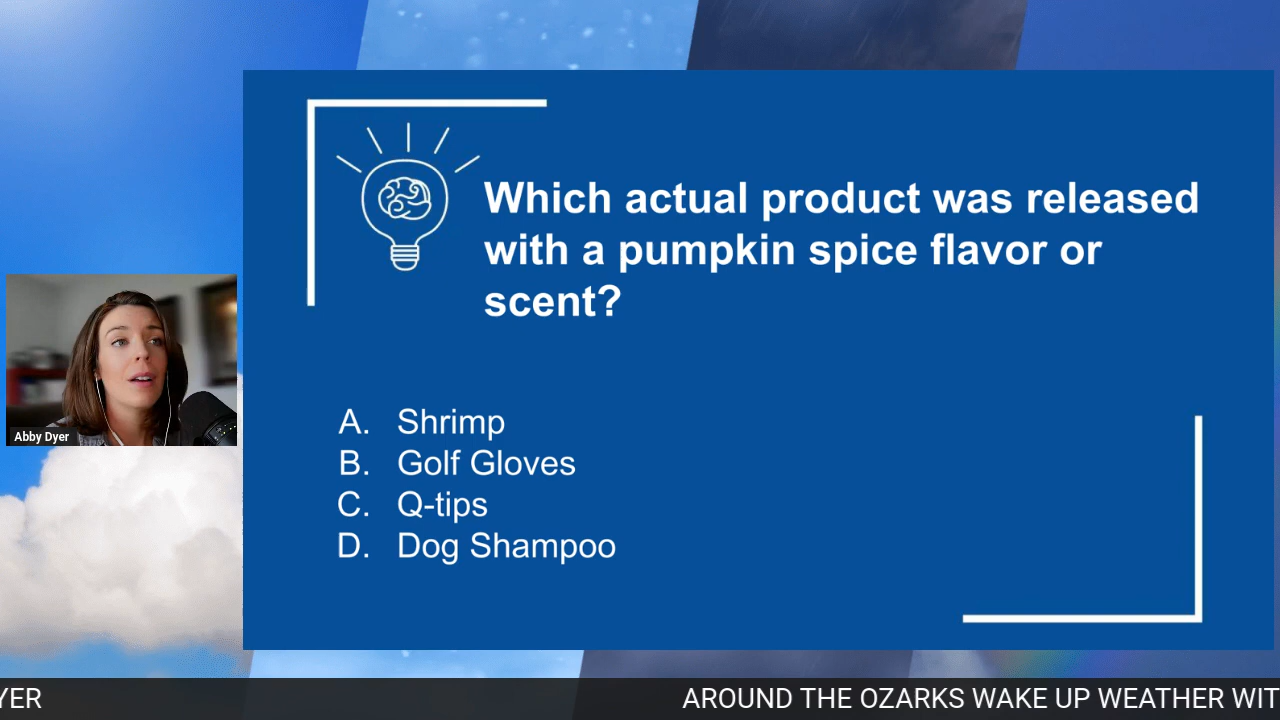 Which actual product was released
with a pumpkin spice flavor or
scent?
A. Shrimp
B. Golf Gloves
C. Q-tips
D. Dog Shampoo
Abby Dyer
YER AROUND THE OZARKS WAKE UP WEATHER WIT